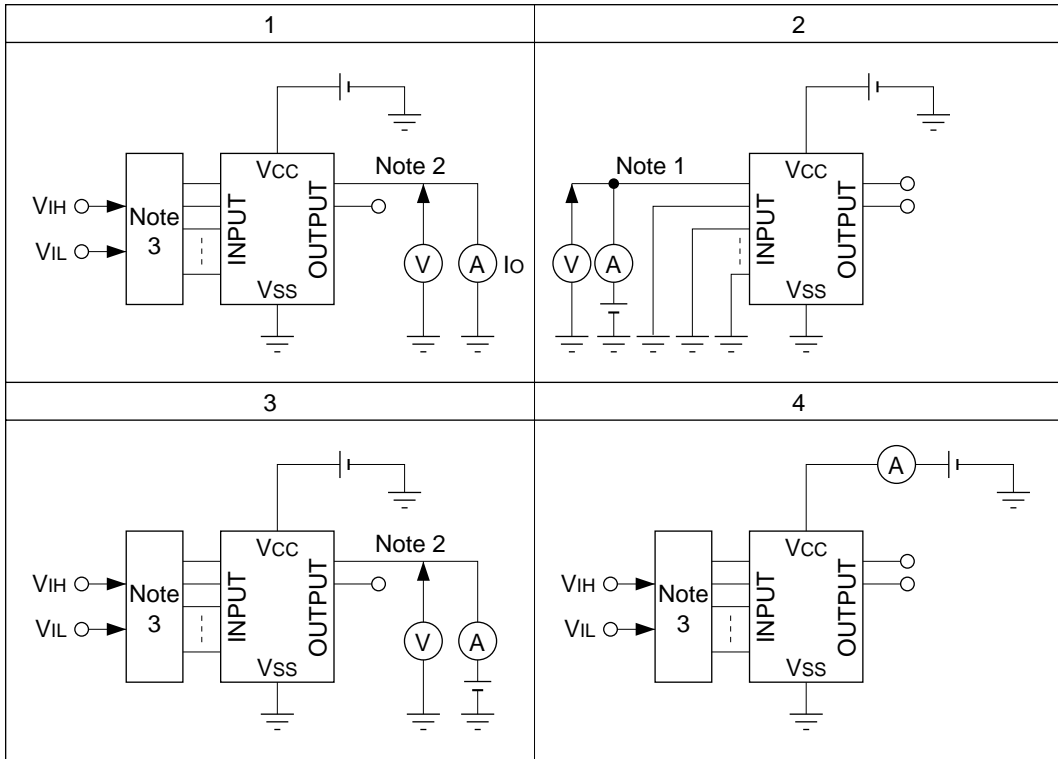 1
2
VCC
Note 2
VIH
VIL
Note
3
INPUT
OUTPUT
V
A
IO
VSS
VCC
Note 1
V
A
INPUT
OUTPUT
VSS
3
4
VCC
Note 2
VIH
VIL
Note
3
INPUT
OUTPUT
V
A
VSS
A
VCC
VIH
VIL
Note
3
INPUT
OUTPUT
VSS